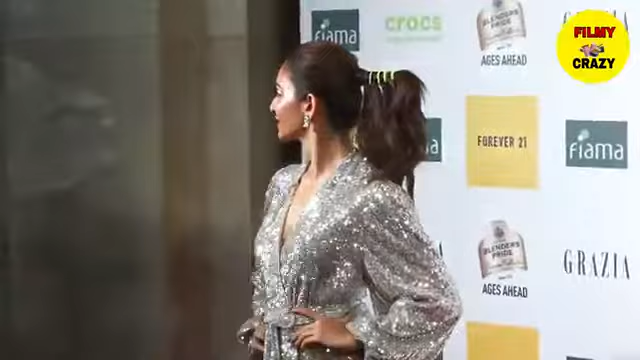 fiama
crocs
BLENDERS
PRIDE
AGES AHEAD
FILMY
CRAZY
FOREVER 21
fiama
BLENDERS
PRIDE
AGES AHEAD
GRAZIA